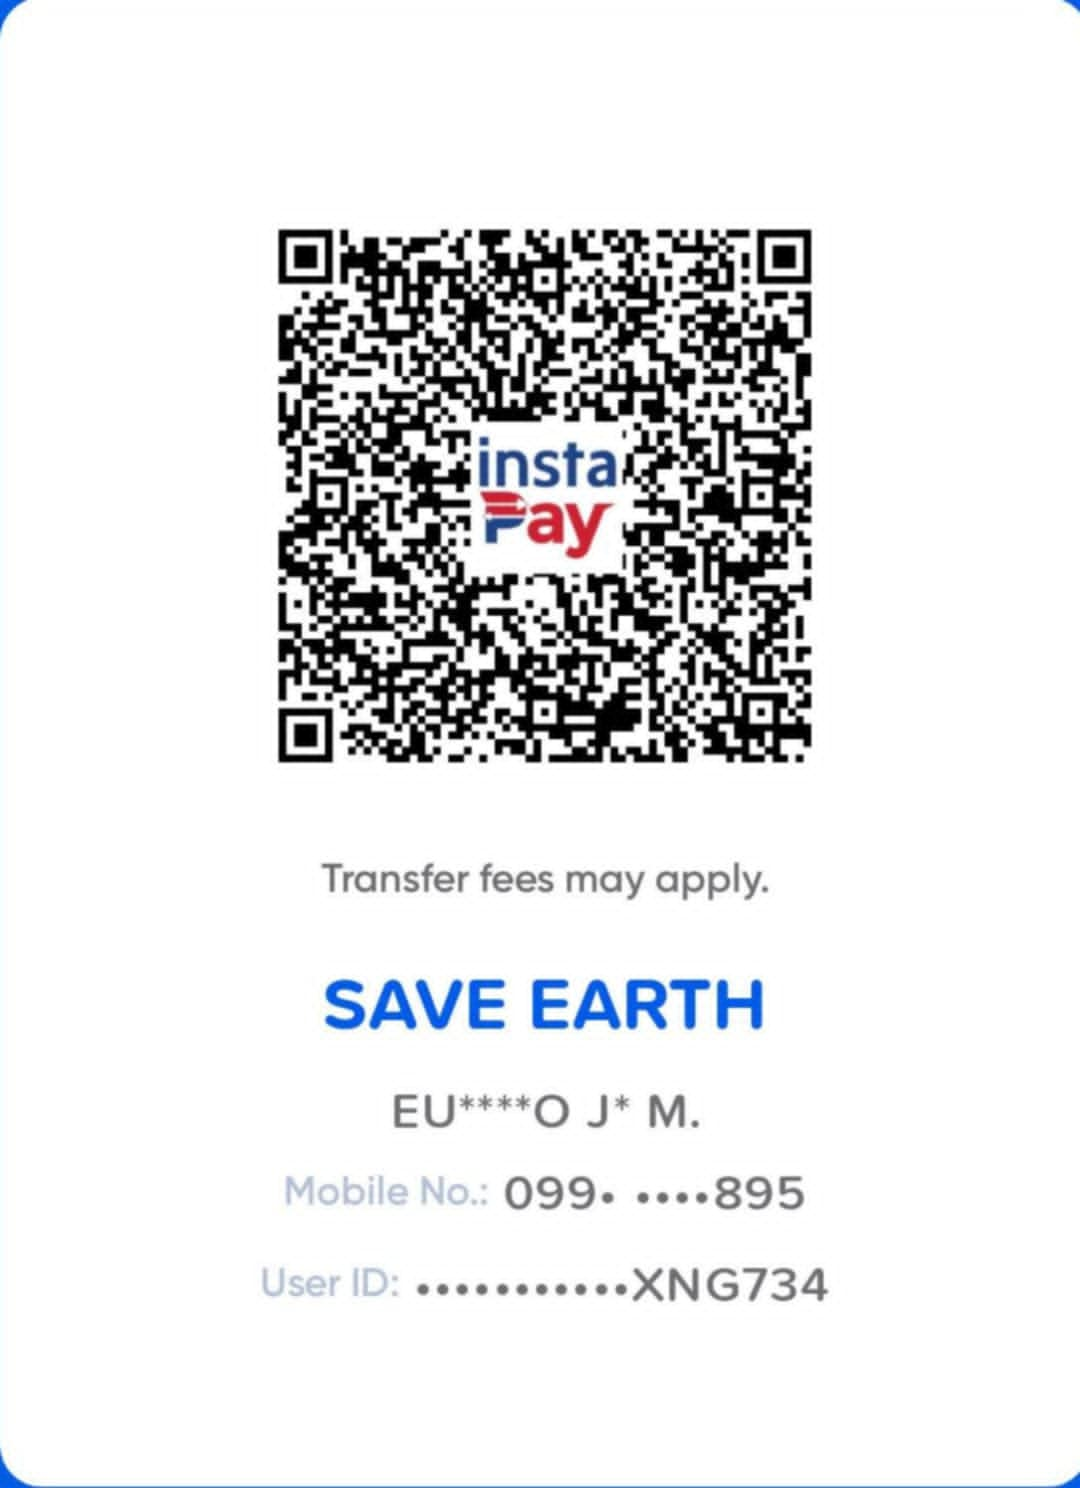 insta
Pay
Transfer fees may apply.
SAVE EARTH
EU****O J* M.
Mobile No.: 099• ••••895
User ID: •••••••••••XNG734